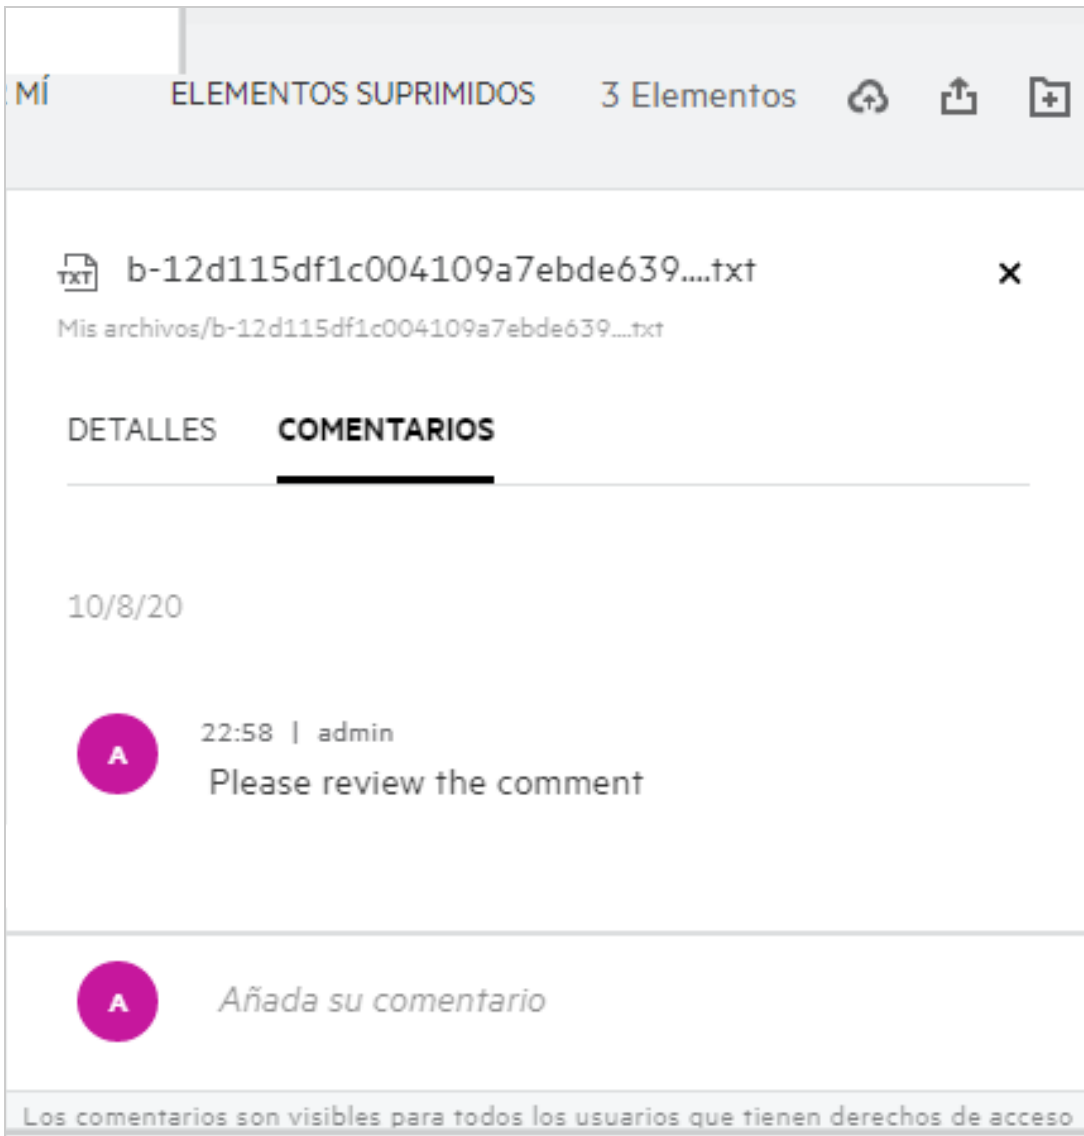 MÍ ELEMENTOS SUPRIMIDOS 3 Elementos
TXT b-12d115df1c004109a7ebde639....txt
Mis archivos/b-12d115df1c004109a7ebde639....txt
DETALLES COMENTARIOS
10/8/20
22:58 | admin
A
Please review the comment
A Añada su comentario
Los comentarios son visibles para todos los usuarios que tienen derechos de acceso